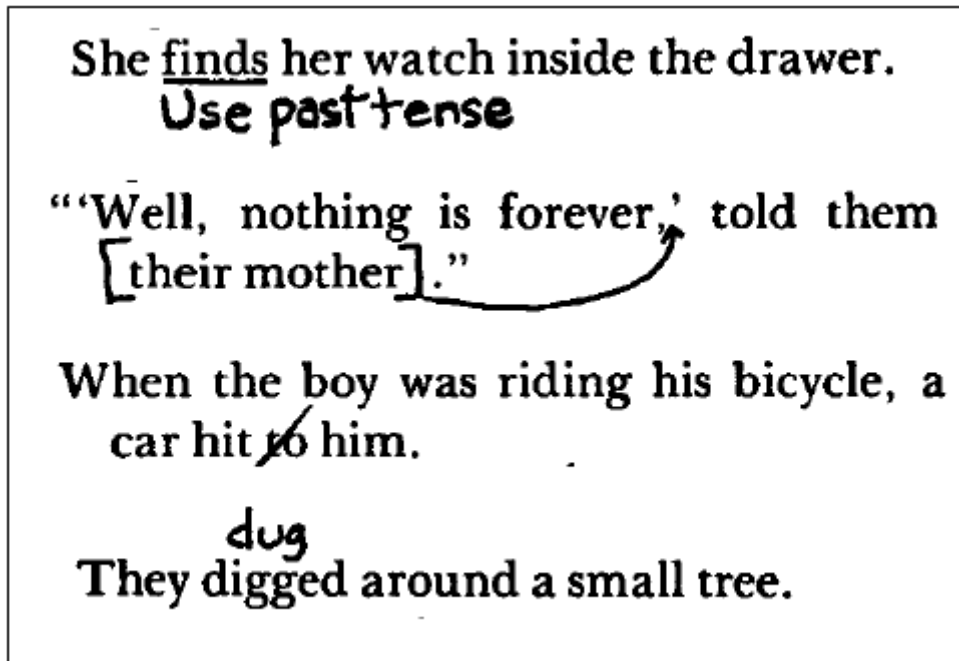 She finds her watch inside the drawer.
Use past tense
“‘Well, nothing is forever,’ told them
[their mother].”
When the boy was riding his bicycle, a
car hit to him.
dug
They digged around a small tree.